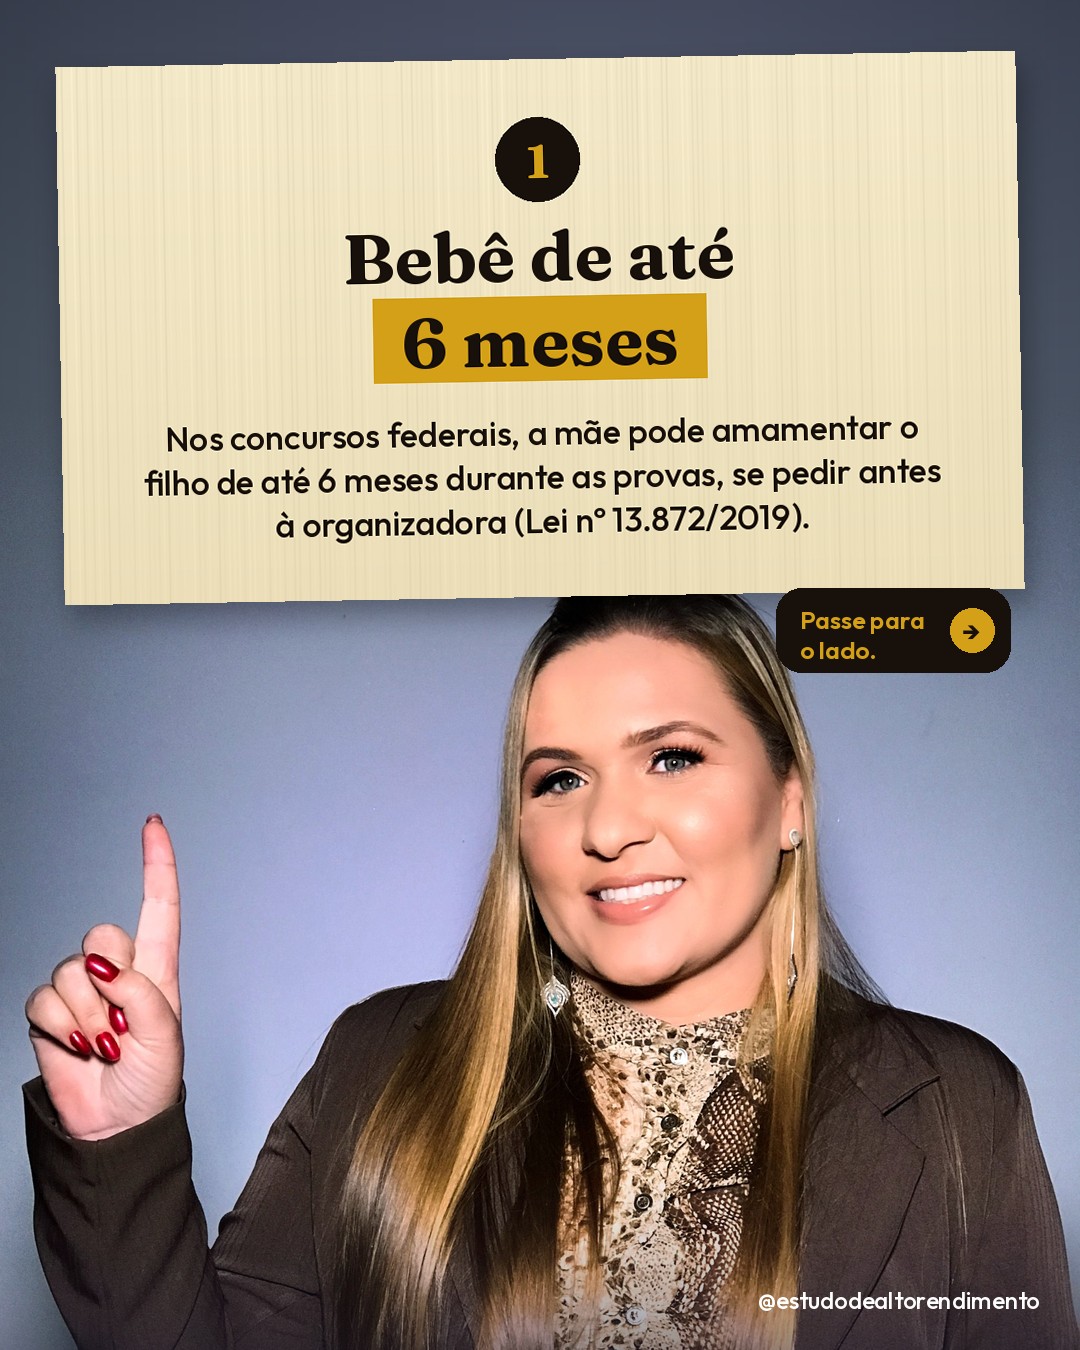 1
Bebê de até
6 meses
Nos concursos federais, a mãe pode amamentar o
filho de até 6 meses durante as provas, se pedir antes
à organizadora (Lei nº 13.872/2019).
Passe para
o lado.
@estudodealtorendimento